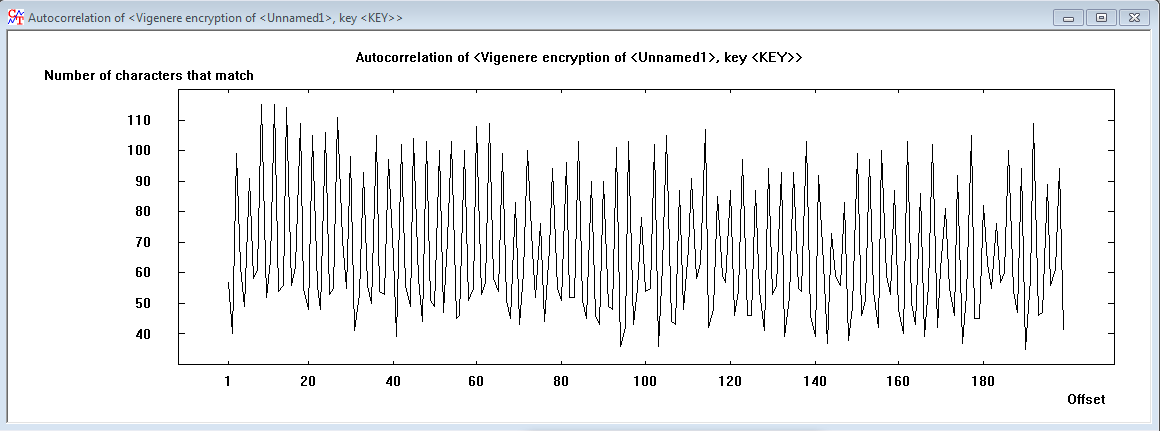 Autocorrelation of <Vigenere encryption of <Unnamed1>, key <KEY>>
Autocorrelation of <Vigenere encryption of <Unnamed1>, key <KEY>>
Number of characters that match
110
100
90
80
70
60
50
40
1 20 40 60 80 100 120 140 160 180
Offset